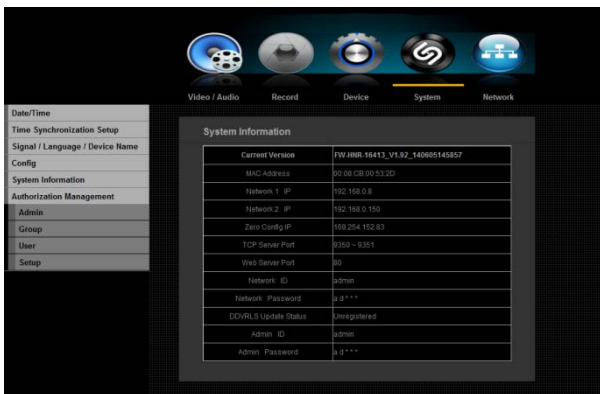 Video / Audio Record Device System Network
Date/Time
Time Synchronization Setup
Signal / Language / Device Name
Config
System Information
Authorization Management
Admin
Group
User
Setup
System Information
Current Version FW-HNR-16413_V1.92_140605145857
MAC Address 00:08:CB:00:53:2D
Network 1 IP 192.168.0.8
Network 2 IP 192.168.0.150
Zero Config IP 169.254.152.83
TCP Server Port 9350 ~ 9351
Web Server Port 80
Network ID admin
Network Password a d * * *
DDVRLS Update Status Unregistered
Admin ID admin
Admin Password a d * * *